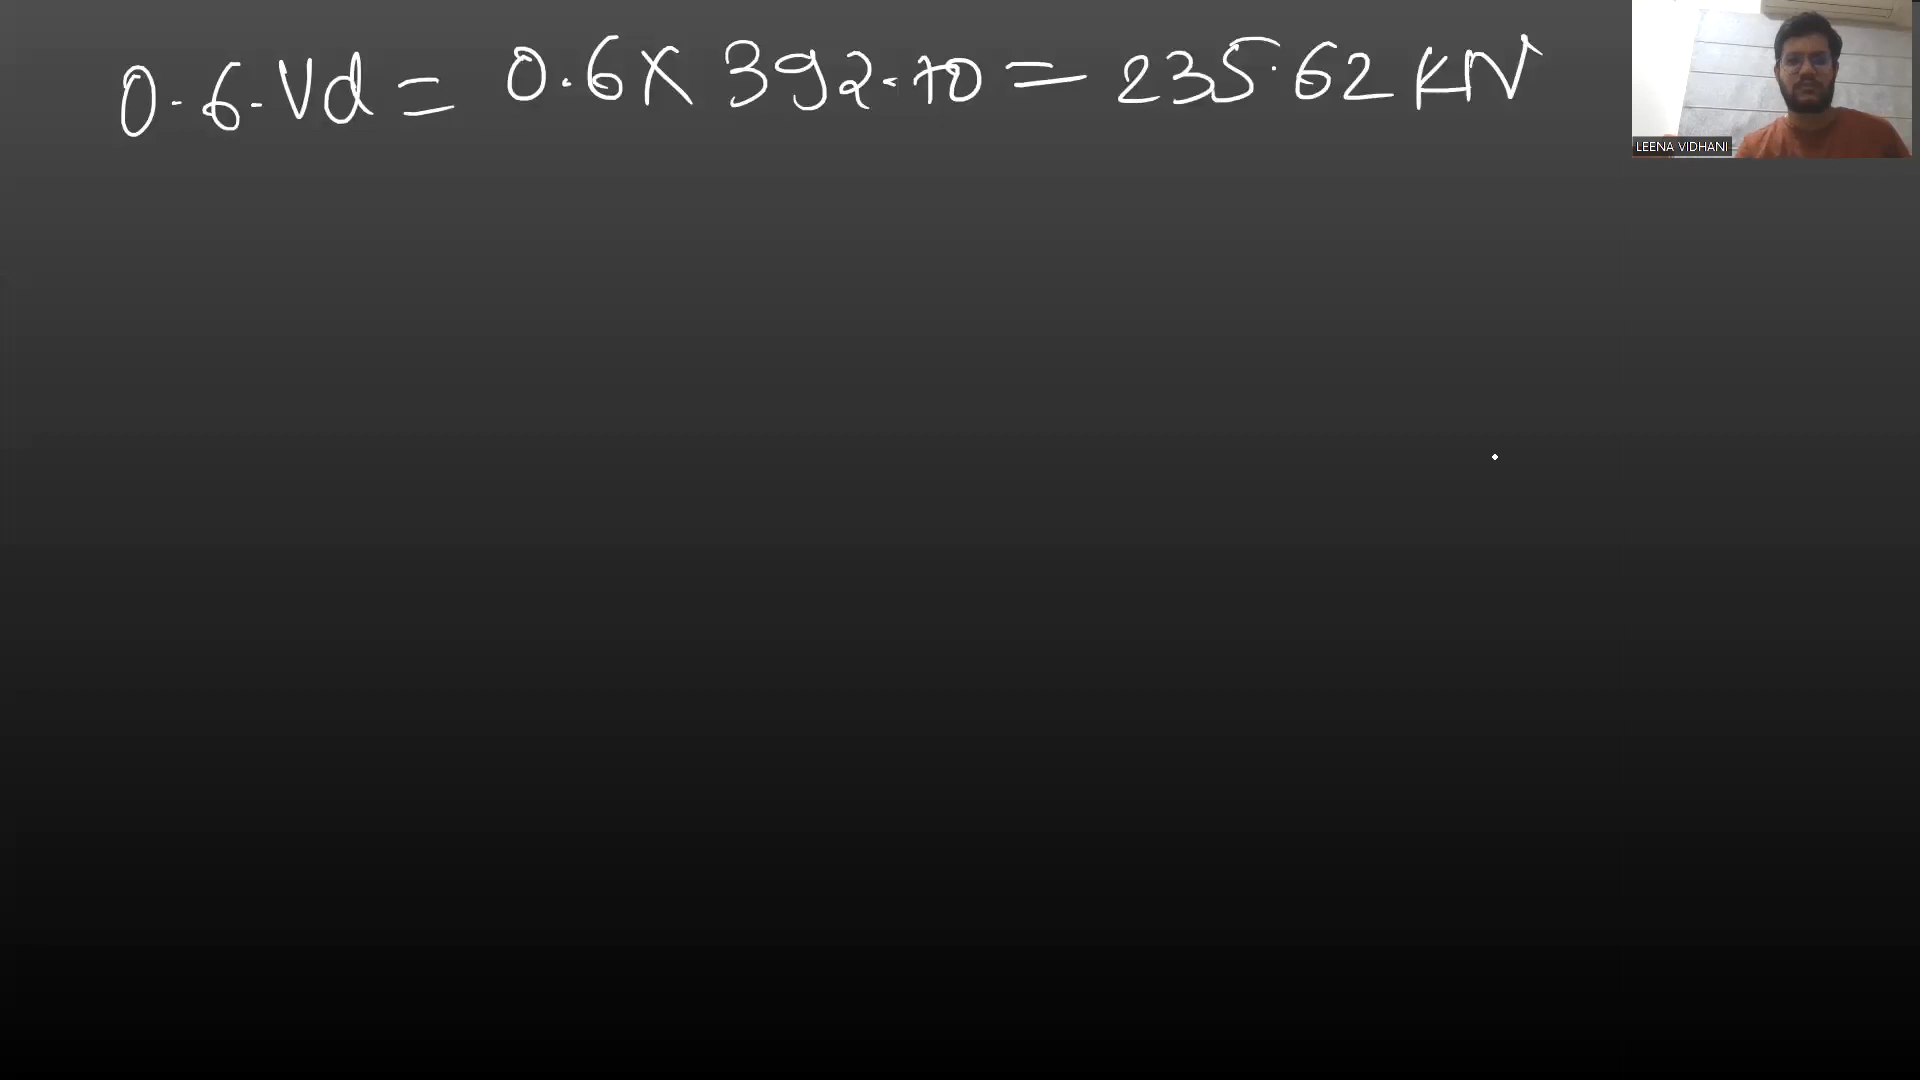 0.6.Vd = 0.6 X 392.70 = 235.62 KN
LEENA VIDHANI